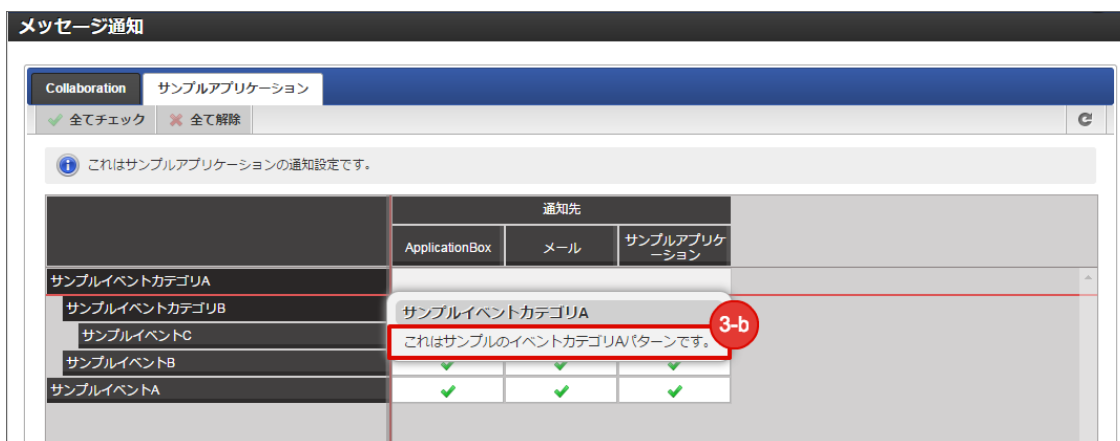 メッセージ通知
Collaboration サンプルアプリケーション
全てチェック 全て解除
これはサンプルアプリケーションの通知設定です。
通知先
ApplicationBox メール サンプルアプリケ
ーション
サンプルイベントカテゴリA
サンプルイベントカテゴリB
サンプルイベントカテゴリA
3-b
サンプルイベントC
これはサンプルのイベントカテゴリAパターンです。
サンプルイベントB
サンプルイベントA